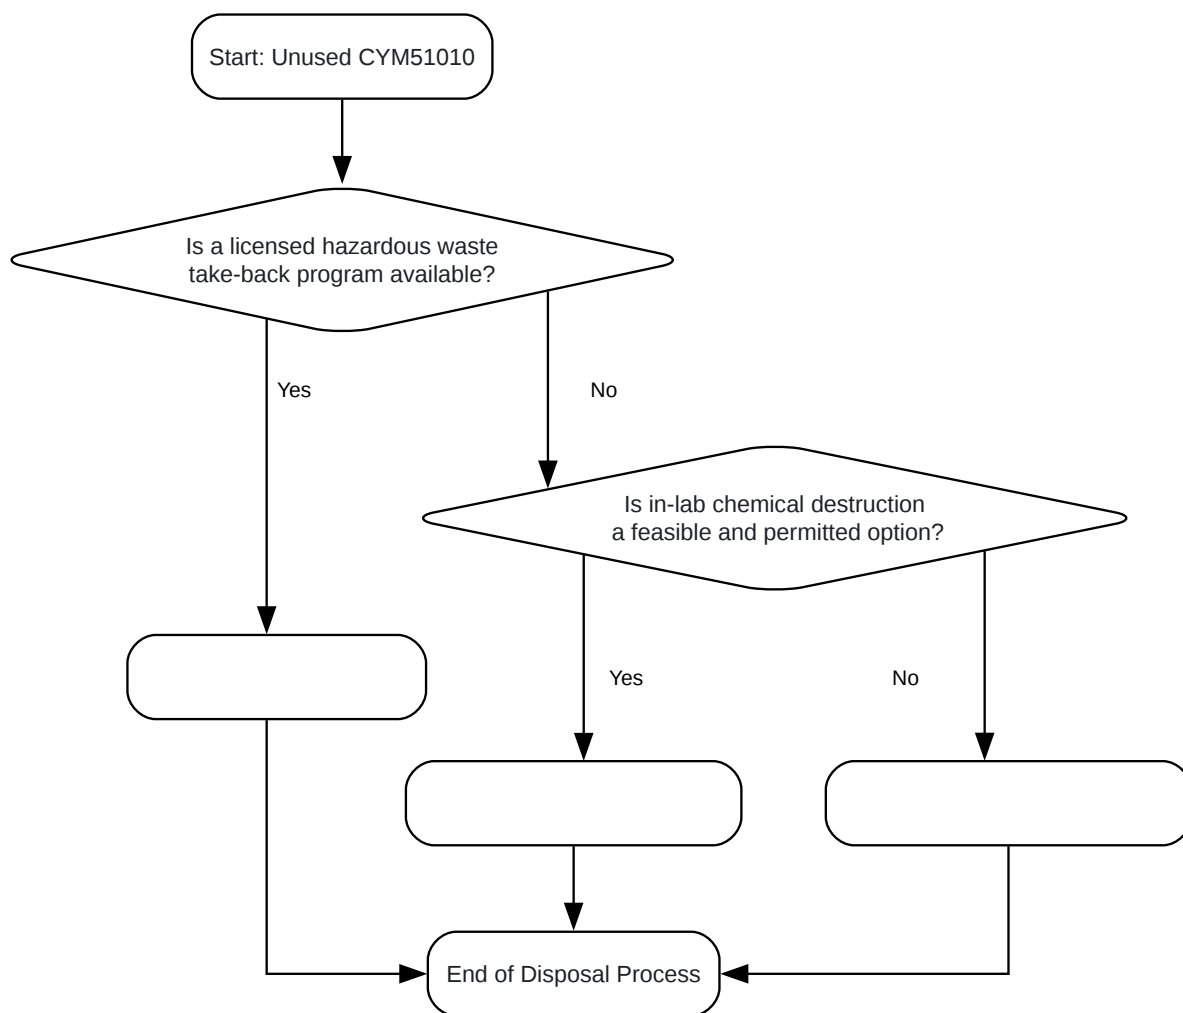 Start: Unused CYM51010
Is a licensed hazardous waste
take-back program available?
Yes
No
Is in-lab chemical destruction
a feasible and permitted option?
Yes
No
End of Disposal Process